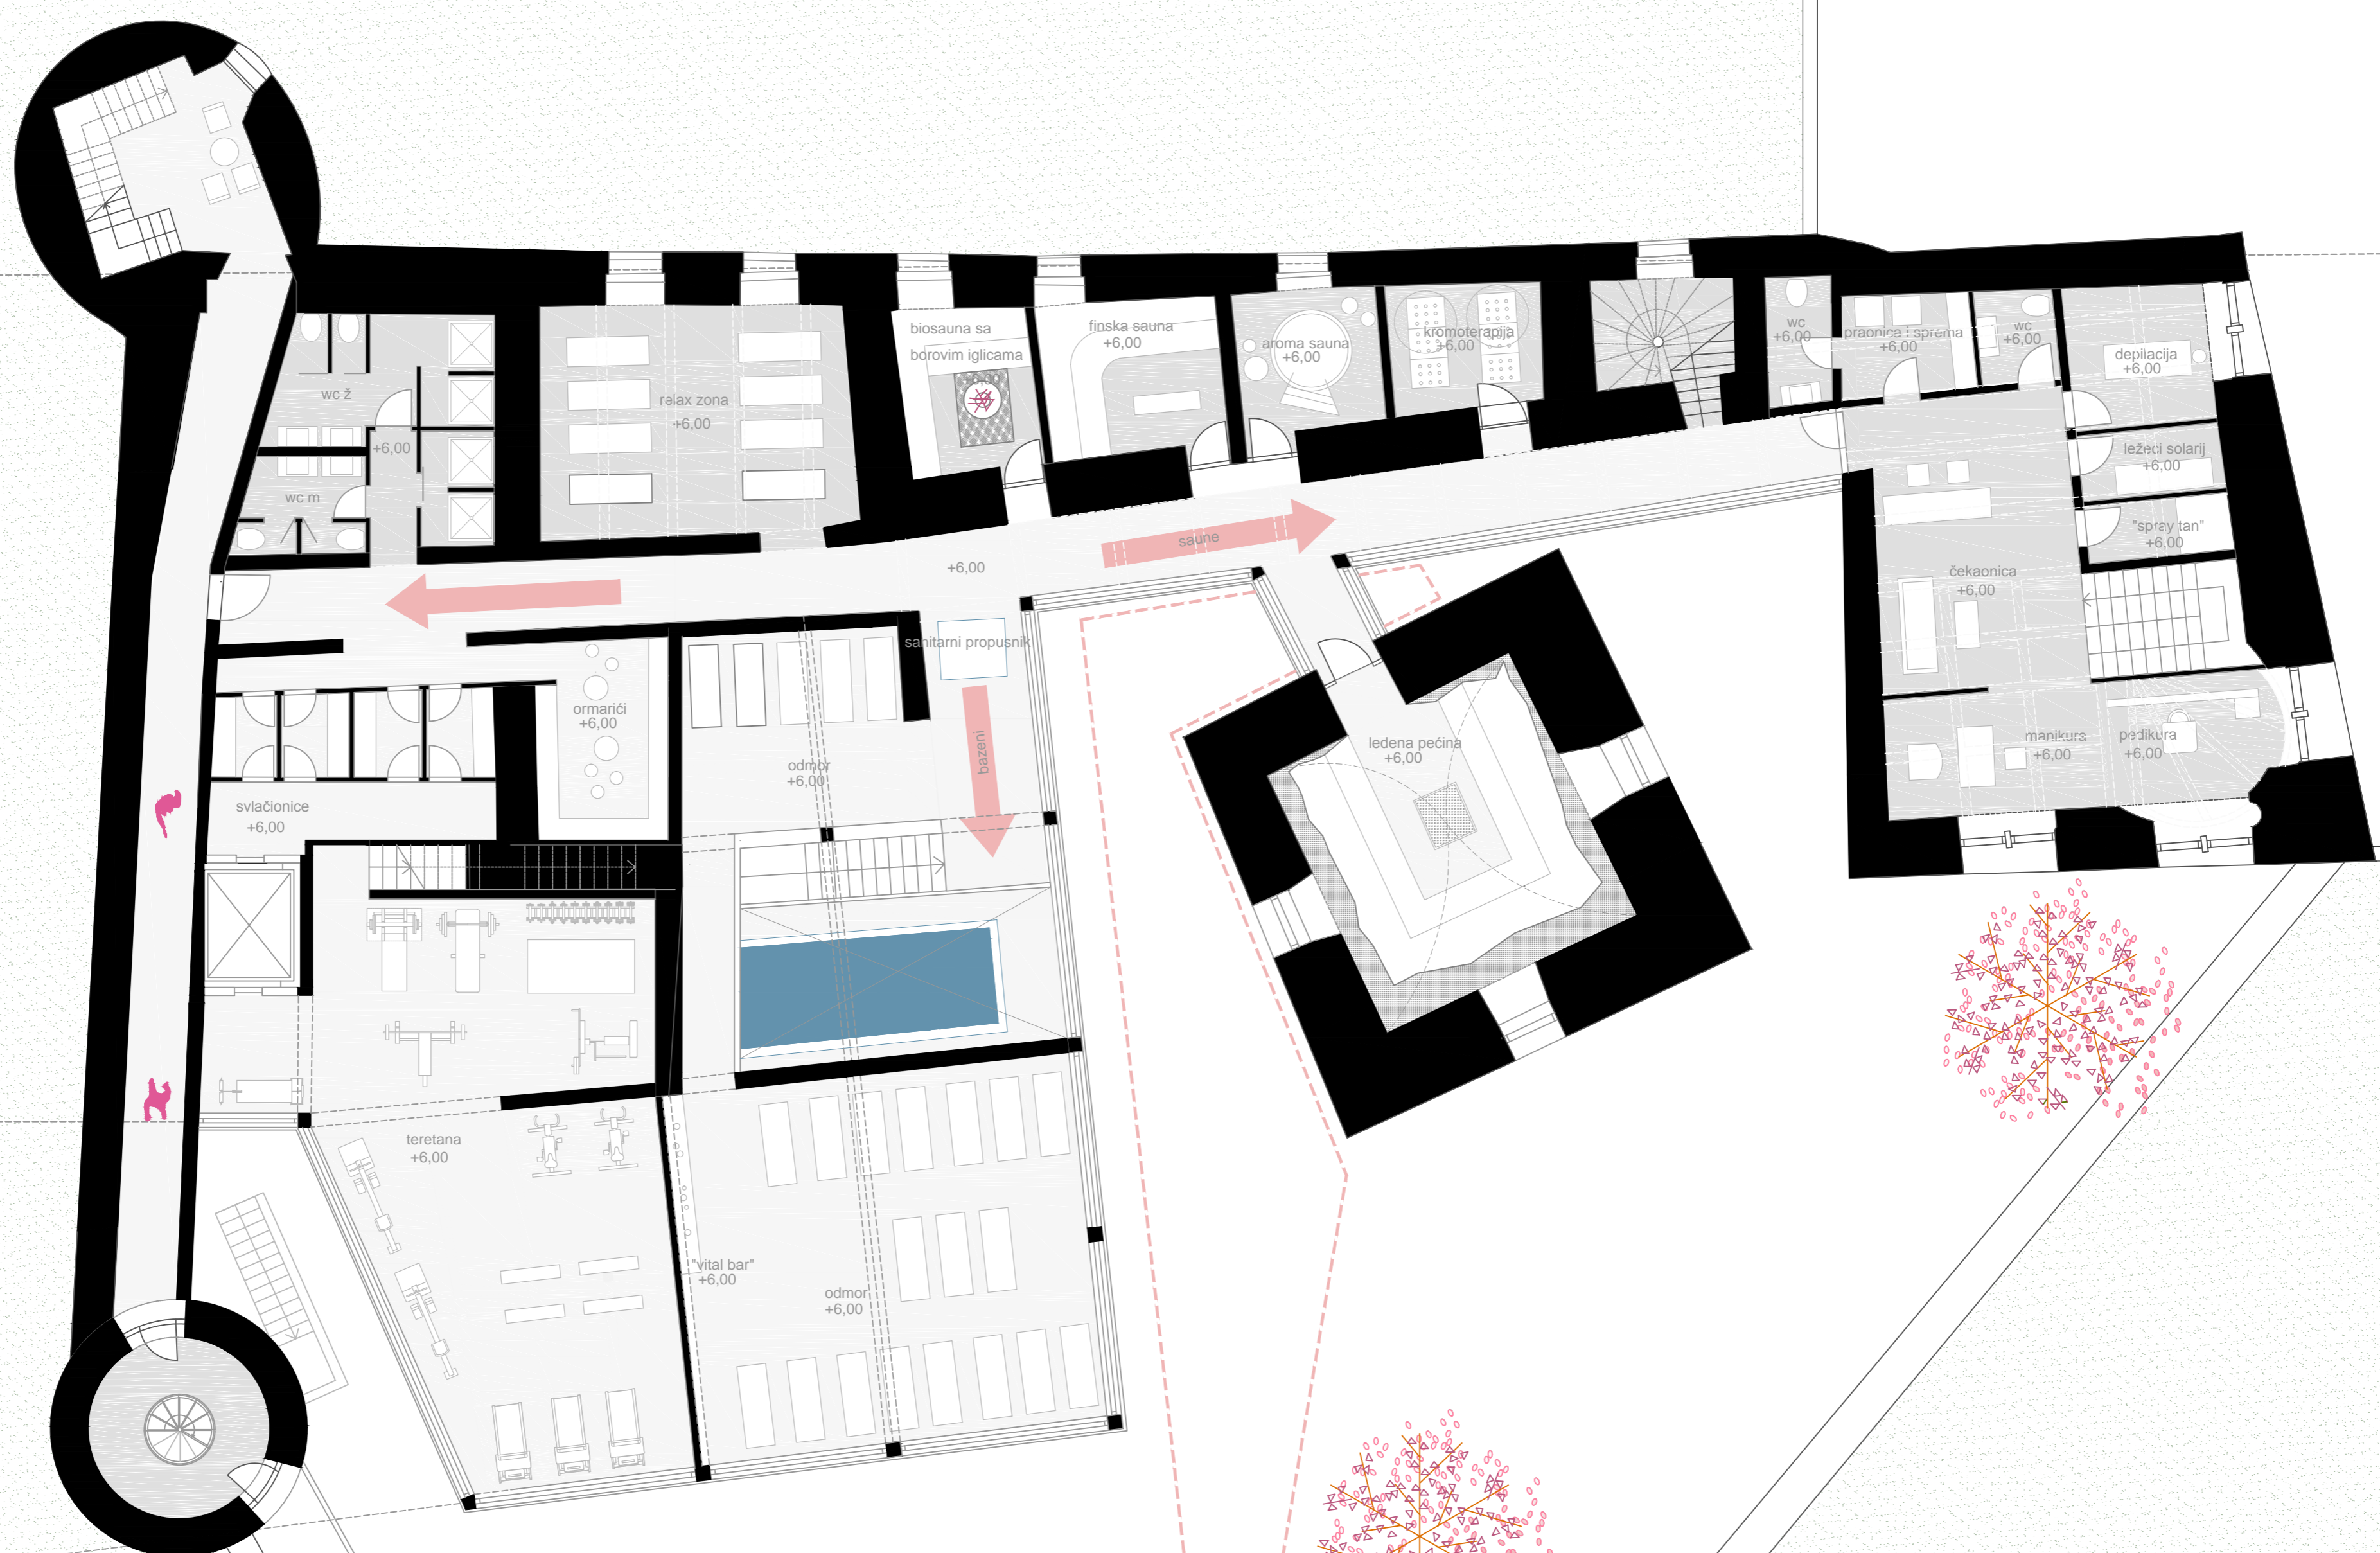 biosauna sa
borovim iglicama
+6,00
finska sauna
+6,00
aroma sauna
+6,00
kromoterapija
+6,00
wc
+6,00
praonica i sprema
+6,00
wc
+6,00
depilacija
+6,00
wc ž
relax zona
+6,00
+6,00
wc m
ležeći solarij
+6,00
"spray tan"
+6,00
saune
+6,00
čekaonica
+6,00
sanitarni propusnik
ormarići
+6,00
bazeni
odmor
+6,00
ledena pećina
+6,00
manikura
+6,00
pedikura
+6,00
svlačionice
+6,00
teretana
+6,00
"vital bar"
+6,00
odmor
+6,00